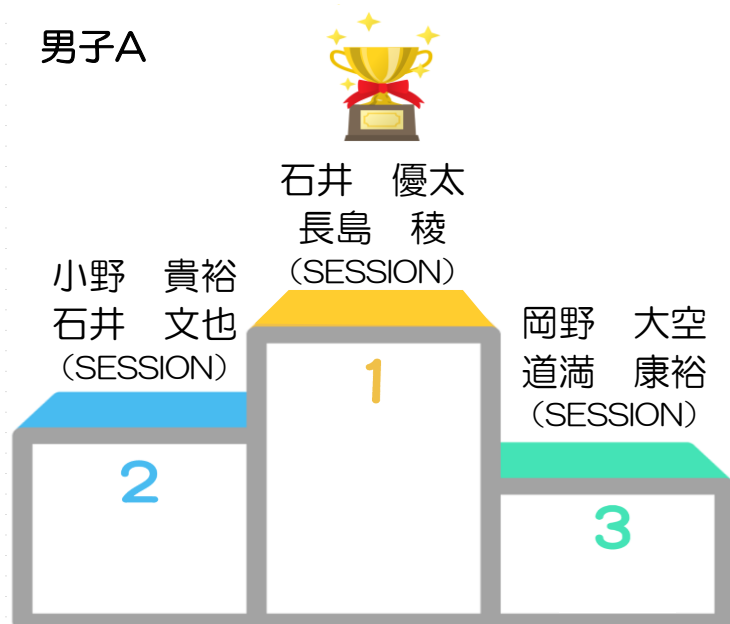 男子A
石井　優太
長島　稜
（SESSION）
小野　貴裕
石井　文也
（SESSION）
岡野　大空
道満　康裕
（SESSION）
1
2
3